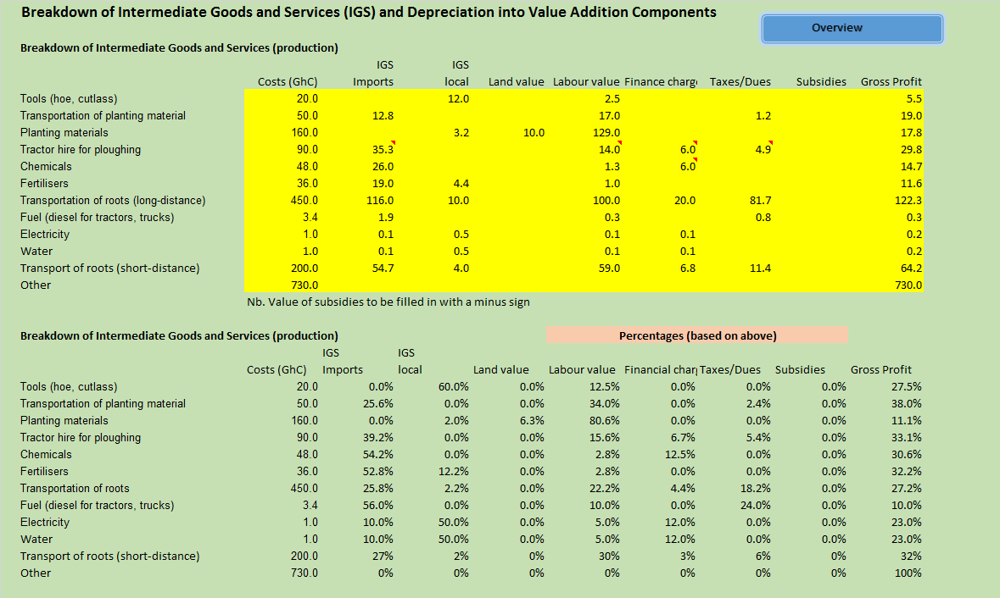 Breakdown of Intermediate Goods and Services (IGS) and Depreciation into Value Addition Components
Overview
Breakdown of Intermediate Goods and Services (production)
IGS IGS
Costs (GhC) Imports local Land value Labour value Finance charg Taxes/Dues Subsidies Gross Profit
Tools (hoe, cutlass) 20.0 12.0 2.5 5.5
Transportation of planting material 50.0 12.8 17.0 1.2 19.0
Planting materials 160.0 3.2 10.0 129.0 17.8
Tractor hire for ploughing 90.0 35.3 14.0 6.0 4.9 29.8
Chemicals 48.0 26.0 1.3 6.0 14.7
Fertilisers 36.0 19.0 4.4 1.0 11.6
Transportation of roots (long-distance) 450.0 116.0 10.0 100.0 20.0 81.7 122.3
Fuel (diesel for tractors, trucks) 3.4 1.9 0.3 0.8 0.3
Electricity 1.0 0.1 0.5 0.1 0.1 0.2
Water 1.0 0.1 0.5 0.1 0.1 0.2
Transport of roots (short-distance) 200.0 54.7 4.0 59.0 6.8 11.4 64.2
Other 730.0 730.0
Nb. Value of subsidies to be filled in with a minus sign
Breakdown of Intermediate Goods and Services (production) Percentages (based on above)
IGS IGS
Costs (GhC) Imports local Land value Labour value Financial char Taxes/Dues Subsidies Gross Profit
Tools (hoe, cutlass) 20.0 0.0% 60.0% 0.0% 12.5% 0.0% 0.0% 0.0% 27.5%
Transportation of planting material 50.0 25.6% 0.0% 0.0% 34.0% 0.0% 2.4% 0.0% 38.0%
Planting materials 160.0 0.0% 2.0% 6.3% 80.6% 0.0% 0.0% 0.0% 11.1%
Tractor hire for ploughing 90.0 39.2% 0.0% 0.0% 15.6% 6.7% 5.4% 0.0% 33.1%
Chemicals 48.0 54.2% 0.0% 0.0% 2.8% 12.5% 0.0% 0.0% 30.6%
Fertilisers 36.0 52.8% 12.2% 0.0% 2.8% 0.0% 0.0% 0.0% 32.2%
Transportation of roots 450.0 25.8% 2.2% 0.0% 22.2% 4.4% 18.2% 0.0% 27.2%
Fuel (diesel for tractors, trucks) 3.4 56.0% 0.0% 0.0% 10.0% 0.0% 24.0% 0.0% 10.0%
Electricity 1.0 10.0% 50.0% 0.0% 5.0% 12.0% 0.0% 0.0% 23.0%
Water 1.0 10.0% 50.0% 0.0% 5.0% 12.0% 0.0% 0.0% 23.0%
Transport of roots (short-distance) 200.0 27% 2% 0% 30% 3% 6% 0% 32%
Other 730.0 0% 0% 0% 0% 0% 0% 0% 100%